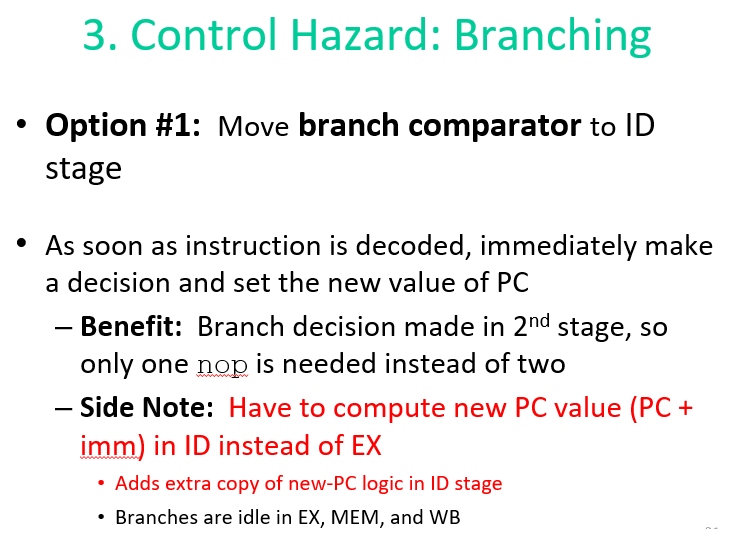 3. Control Hazard: Branching
• Option #1: Move branch comparator to ID
stage
• As soon as instruction is decoded, immediately make
a decision and set the new value of PC
– Benefit: Branch decision made in 2nd stage, so
only one nop is needed instead of two
– Side Note: Have to compute new PC value (PC +
imm) in ID instead of EX
• Adds extra copy of new-PC logic in ID stage
• Branches are idle in EX, MEM, and WB